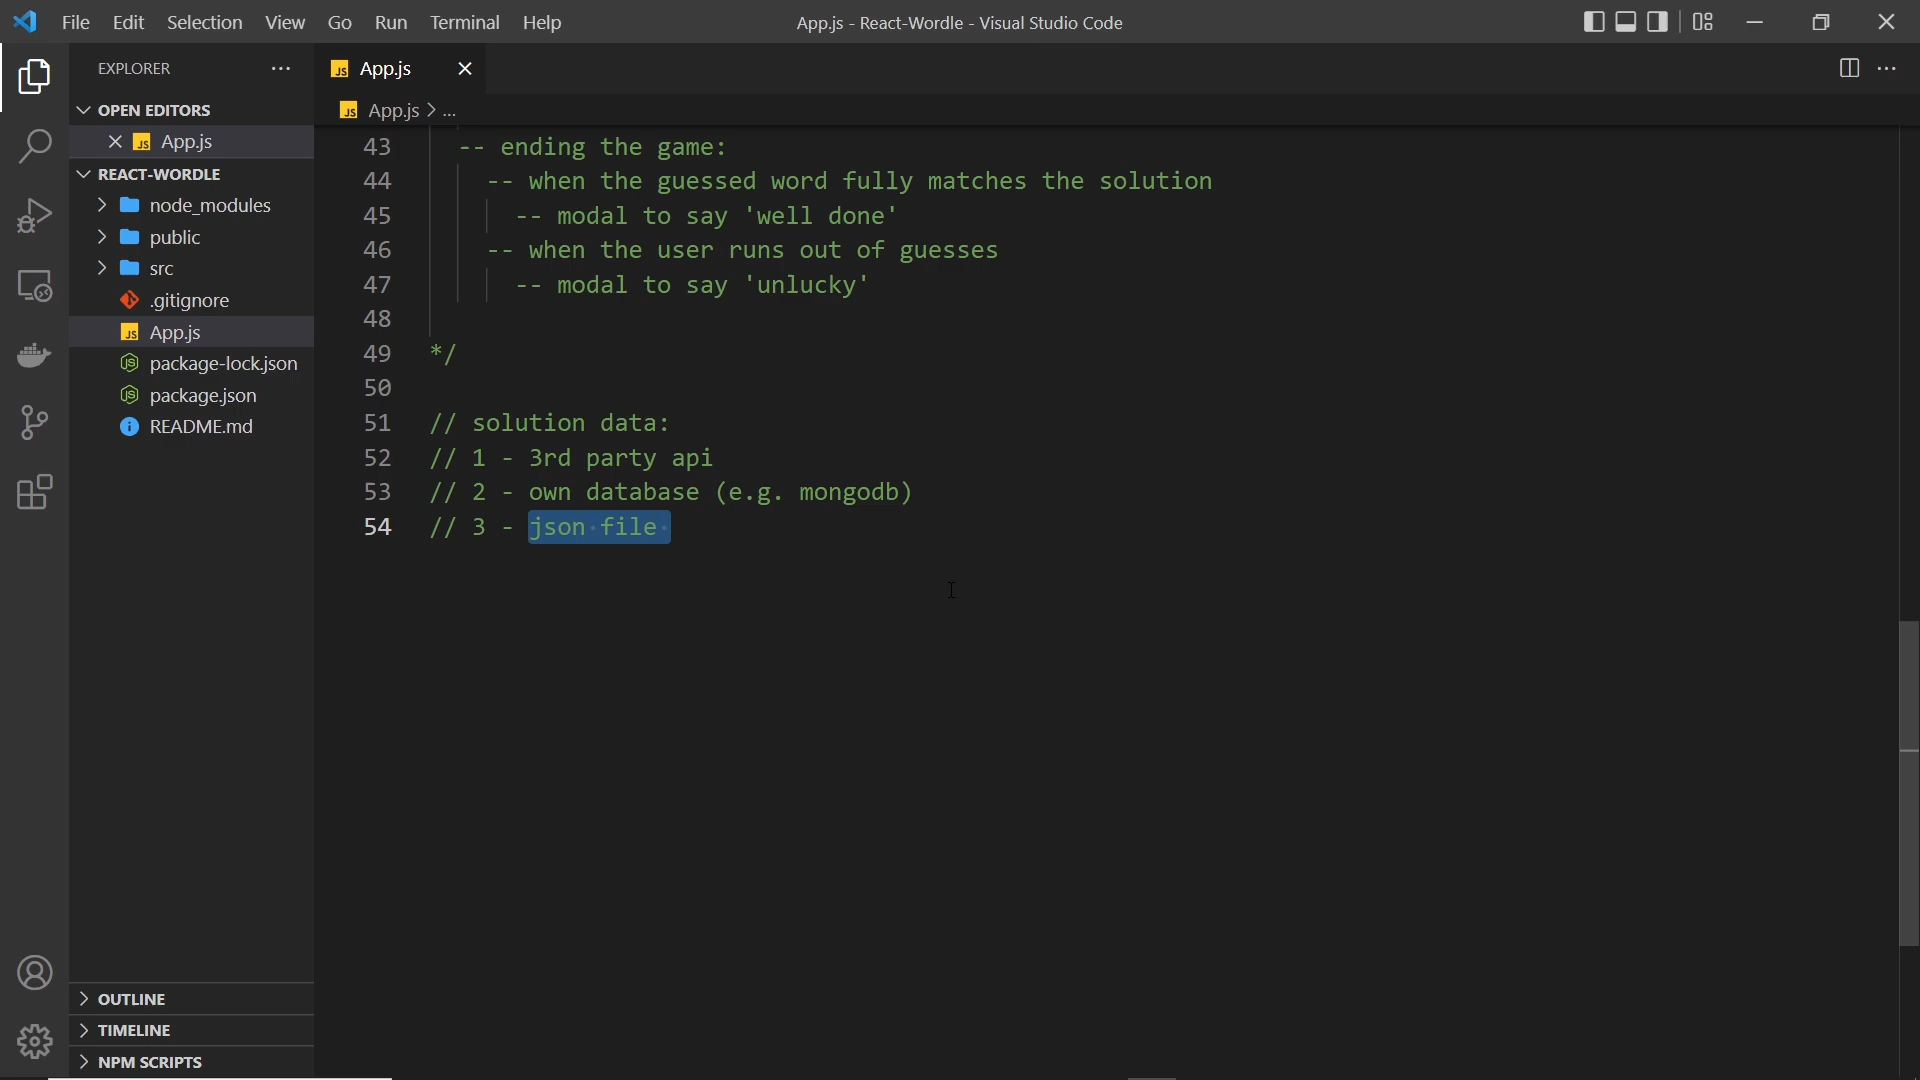 File Edit Selection View Go Run Terminal Help
App.js - React-Wordle - Visual Studio Code
EXPLORER
OPEN EDITORS
App.js
REACT-WORDLE
node_modules
public
src
.gitignore
App.js
package-lock.json
package.json
README.md
OUTLINE
TIMELINE
NPM SCRIPTS
App.js
App.js > ...
43 -- ending the game:
44 -- when the guessed word fully matches the solution
45 -- modal to say 'well done'
46 -- when the user runs out of guesses
47 -- modal to say 'unlucky'
48
49 */
50
51 // solution data:
52 // 1 - 3rd party api
53 // 2 - own database (e.g. mongodb)
54 // 3 - json file